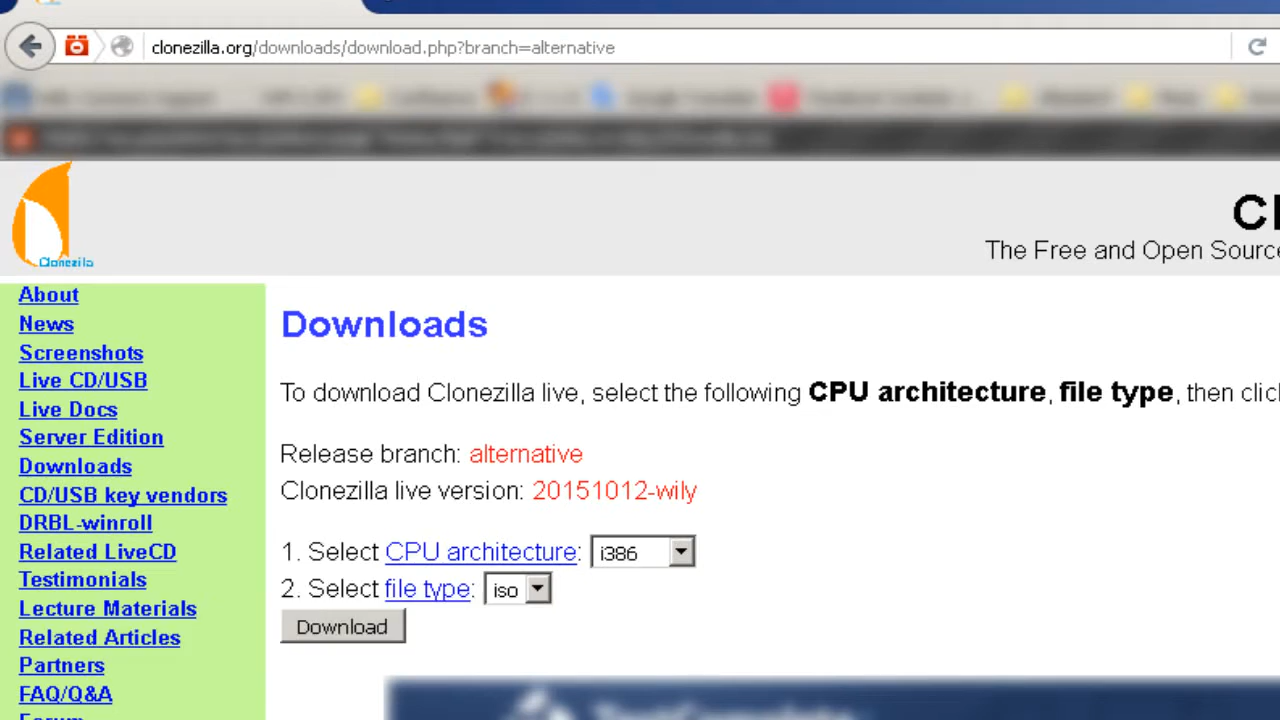 clonezilla.org/downloads/download.php?branch=alternative
Cl
The Free and Open Source
Clonezilla
About
News
Screenshots
Live CD/USB
Live Docs
Server Edition
Downloads
CD/USB key vendors
DRBL-winroll
Related LiveCD
Testimonials
Lecture Materials
Related Articles
Partners
FAQ/Q&A
Forum
Downloads
To download Clonezilla live, select the following CPU architecture, file type, then clic
Release branch: alternative
Clonezilla live version: 20151012-wily
1. Select CPU architecture: i386
2. Select file type: iso
Download